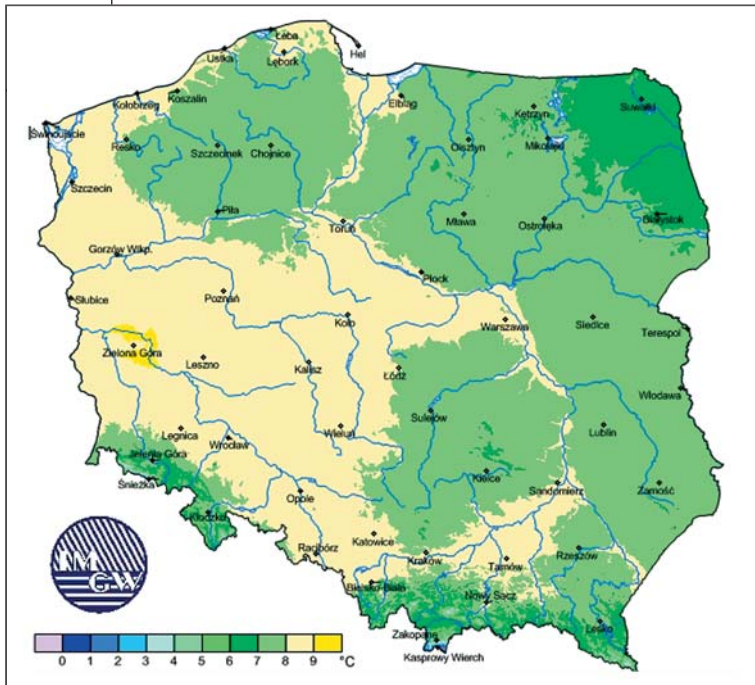 Łeba
Hel
Ustka
Lębork
Koszalin
Kołobrzeg
Elbląg
Kętrzyn
Suwałki
Świnoujście
Resko
Szczecinek
Chojnice
Olsztyn
Mikołajki
Szczecin
Piła
Toruń
Mława
Ostrołęka
Białystok
Gorzów Wlkp.
Płock
Słubice
Poznań
Koło
Warszawa
Siedlce
Terespol
Zielona Góra
Leszno
Kalisz
Łódź
Włodawa
Sulejów
Legnica
Wrocław
Wieluń
Lublin
Jelenia Góra
Śnieżka
Opole
Kielce
Sandomierz
Zamość
Kłodzko
Racibórz
Katowice
Kraków
Tarnów
Rzeszów
Bielsko-Biała
Nowy Sącz
Lesko
Zakopane
Kasprowy Wierch
IM
GW
0 1 2 3 4 5 6 7 8 9 °C